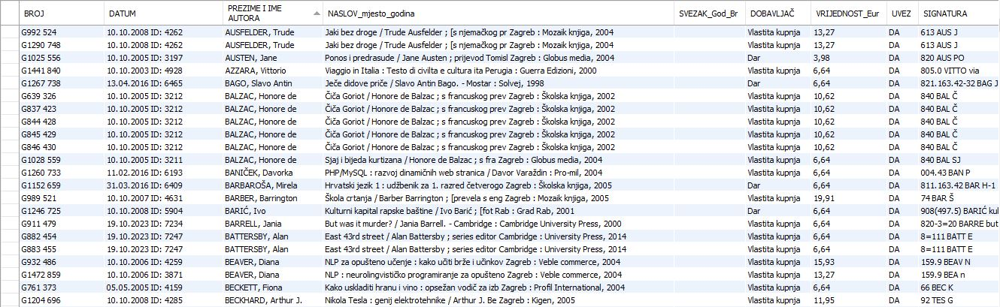 BROJ DATUM PREZIME I IME AUTORA NASLOV_mjesto_godina SVEZAK_God_Br DOBAVLJAČ VRIJEDNOST_Eur UVEZ SIGNATURA
G992 524 10.10.2008 ID: 4262 AUSFELDER, Trude Jaki bez droge / Trude Ausfelder ; [s njemačkog pr Zagreb : Mozaik knjiga, 2004 Vlastita kupnja 13,27 DA 613 AUS J
G1290 748 10.10.2008 ID: 4262 AUSFELDER, Trude Jaki bez droge / Trude Ausfelder ; [s njemačkog pr Zagreb : Mozaik knjiga, 2004 Vlastita kupnja 13,27 DA 613 AUS J
G1025 556 10.10.2005 ID: 3197 AUSTEN, Jane Ponos i predrasude / Jane Austen ; prijevod Tomisl Zagreb : Globus media, 2004 Dar 3,98 DA 820 AUS PO
G1441 840 10.10.2003 ID: 4928 AZZARA, Vittorio Viaggio in Italia : Testo di civilta e cultura ita Perugia : Guerra Edizioni, 2000 Vlastita kupnja 6,64 DA 805.0 VITTO via
G1267 738 13.04.2016 ID: 6465 BAGO, Slavo Antin Ječe didove priče / Slavo Antin Bago. - Mostar : Solvej, 1998 Dar 6,64 DA 821.163.42-32 BAG J
G639 326 10.10.2005 ID: 3212 BALZAC, Honore de Čiča Goriot / Honore de Balzac ; s francuskog prev Zagreb : Školska knjiga, 2002 Vlastita kupnja 10,62 DA 840 BAL Č
G837 423 10.10.2005 ID: 3212 BALZAC, Honore de Čiča Goriot / Honore de Balzac ; s francuskog prev Zagreb : Školska knjiga, 2002 Vlastita kupnja 10,62 DA 840 BAL Č
G844 428 10.10.2005 ID: 3212 BALZAC, Honore de Čiča Goriot / Honore de Balzac ; s francuskog prev Zagreb : Školska knjiga, 2002 Vlastita kupnja 10,62 DA 840 BAL Č
G845 429 10.10.2005 ID: 3212 BALZAC, Honore de Čiča Goriot / Honore de Balzac ; s francuskog prev Zagreb : Školska knjiga, 2002 Vlastita kupnja 10,62 DA 840 BAL Č
G846 430 10.10.2005 ID: 3212 BALZAC, Honore de Čiča Goriot / Honore de Balzac ; s francuskog prev Zagreb : Školska knjiga, 2002 Vlastita kupnja 10,62 DA 840 BAL Č
G1028 559 10.10.2005 ID: 3211 BALZAC, Honore de Sjaj i bijeda kurtizana / Honore de Balzac ; s fra Zagreb : Globus media, 2004 Vlastita kupnja 6,64 DA 840 BAL SJ
G1260 733 11.02.2016 ID: 6193 BANIČEK, Davorka PHP/MySQL : razvoj dinamičnih web stranica / Davor Varaždin : Pro-mil, 2004 Vlastita kupnja 6,64 DA 004.43 BAN P
G1152 659 31.03.2016 ID: 6409 BARBAROŠA, Mirela Hrvatski jezik 1 : udžbenik za 1. razred četverogo Zagreb : Školska knjiga, 2005 Dar 6,64 DA 811.163.42 BAR H-1
G989 521 10.10.2007 ID: 4631 BARBER, Barrington Škola crtanja / Barber Barrington ; [prevela s eng Zagreb : Mozaik knjiga, 2005 Vlastita kupnja 19,91 DA 74 BAR Š
G1246 725 10.10.2008 ID: 5904 BARIĆ, Ivo Kulturni kapital rapske baštine / Ivo Barić ; [fot Rab : Grad Rab, 2001 Dar 6,64 DA 908(497.5) BARIĆ kul
G911 479 19.10.2023 ID: 7234 BARRELL, Jania But was it murder? / Jania Barrell. - Cambridge : Cambridge University Press, 2000 Vlastita kupnja 6,64 DA 820-3=20 BARRE but
G882 454 19.10.2023 ID: 7247 BATTERSBY, Alan East 43rd street / Alan Battersby ; series editor Cambridge : University Press, 2014 Vlastita kupnja 6,64 DA 8=111 BATT E
G883 455 19.10.2023 ID: 7247 BATTERSBY, Alan East 43rd street / Alan Battersby ; series editor Cambridge : University Press, 2014 Vlastita kupnja 6,64 DA 8=111 BATT E
G932 486 10.10.2006 ID: 4259 BEAVER, Diana NLP za opušteno učenje : kako učiti brže i učinkov Zagreb : Veble commerce, 2004 Vlastita kupnja 15,93 DA 159.9 BEAV N
G1472 859 10.10.2006 ID: 3871 BEAVER, Diana NLP : neurolingvističko programiranje za opušteno Zagreb : Veble commerce, 2004 Vlastita kupnja 13,27 DA 159.9 BEA n
G761 373 05.05.2005 ID: 4159 BECKETT, Fiona Kako uskladiti hranu i vino : opsežan vodič za izb Zagreb : Profil International, 2004 Vlastita kupnja 6,64 DA 66 BEC K
G1204 696 10.10.2008 ID: 4285 BECKHARD, Arthur J. Nikola Tesla : genij elektrotehnike / Arthur J. Be Zagreb : Kigen, 2005 Vlastita kupnja 11,95 DA 92 TES G